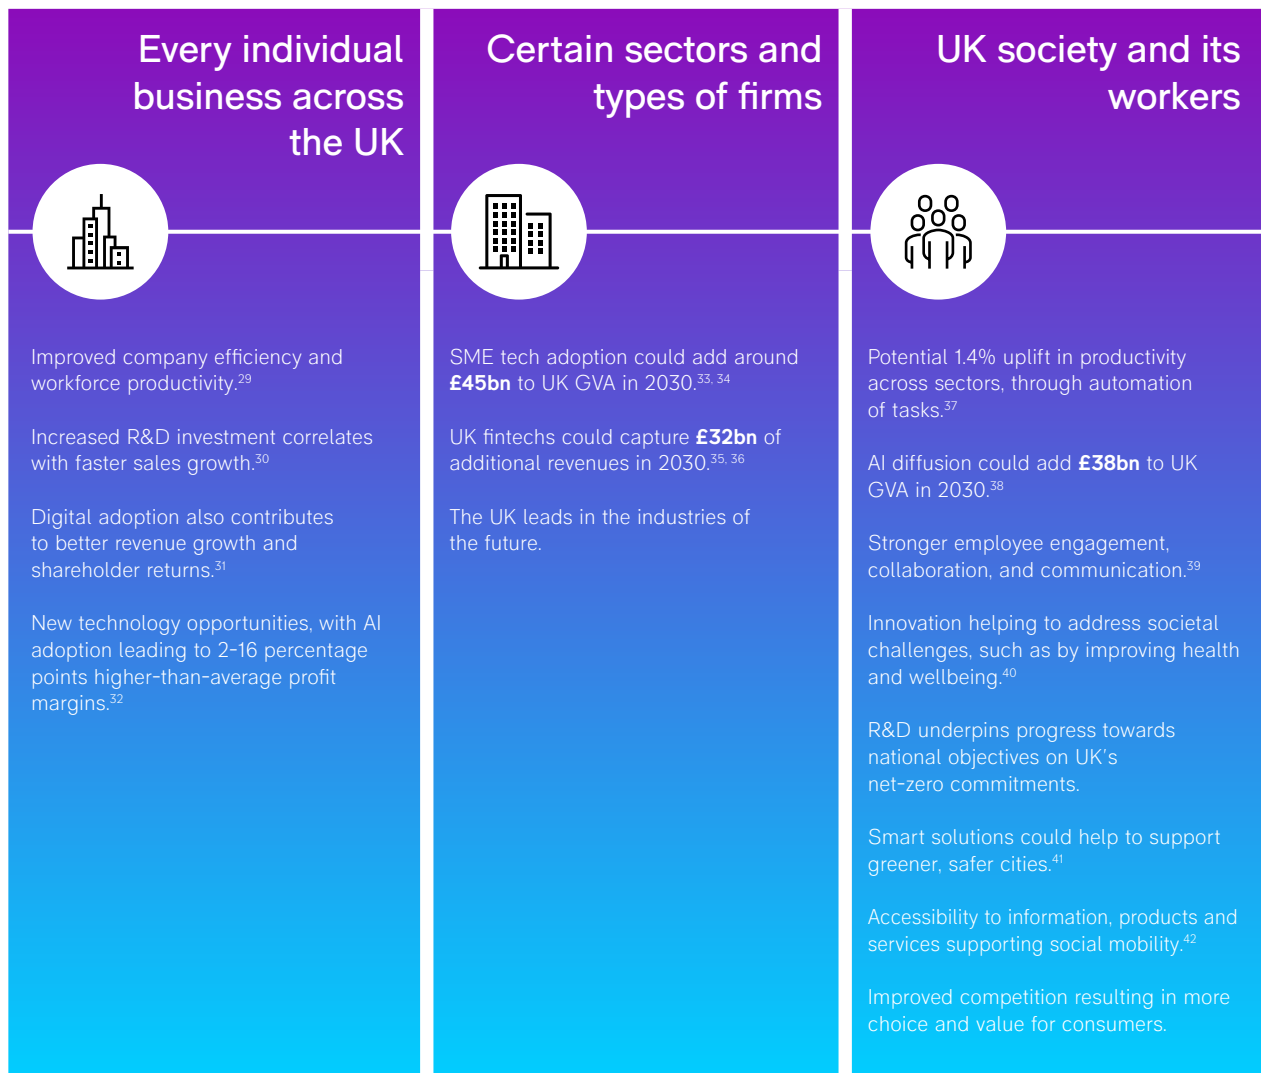 Every individual
business across
the UK
Improved company efficiency and
workforce productivity.29
Increased R&D investment correlates
with faster sales growth.30
Digital adoption also contributes
to better revenue growth and
shareholder returns.31
New technology opportunities, with AI
adoption leading to 2-16 percentage
points higher-than-average profit
margins.32
Certain sectors and
types of firms
SME tech adoption could add around
£45bn to UK GVA in 2030.33, 34
UK fintechs could capture £32bn of
additional revenues in 2030.35, 36
The UK leads in the industries of
the future.
UK society and its
workers
Potential 1.4% uplift in productivity
across sectors, through automation
of tasks.37
AI diffusion could add £38bn to UK
GVA in 2030.38
Stronger employee engagement,
collaboration, and communication.39
Innovation helping to address societal
challenges, such as by improving health
and wellbeing.40
R&D underpins progress towards
national objectives on UK's
net-zero commitments.
Smart solutions could help to support
greener, safer cities.41
Accessibility to information, products and
services supporting social mobility.42
Improved competition resulting in more
choice and value for consumers.